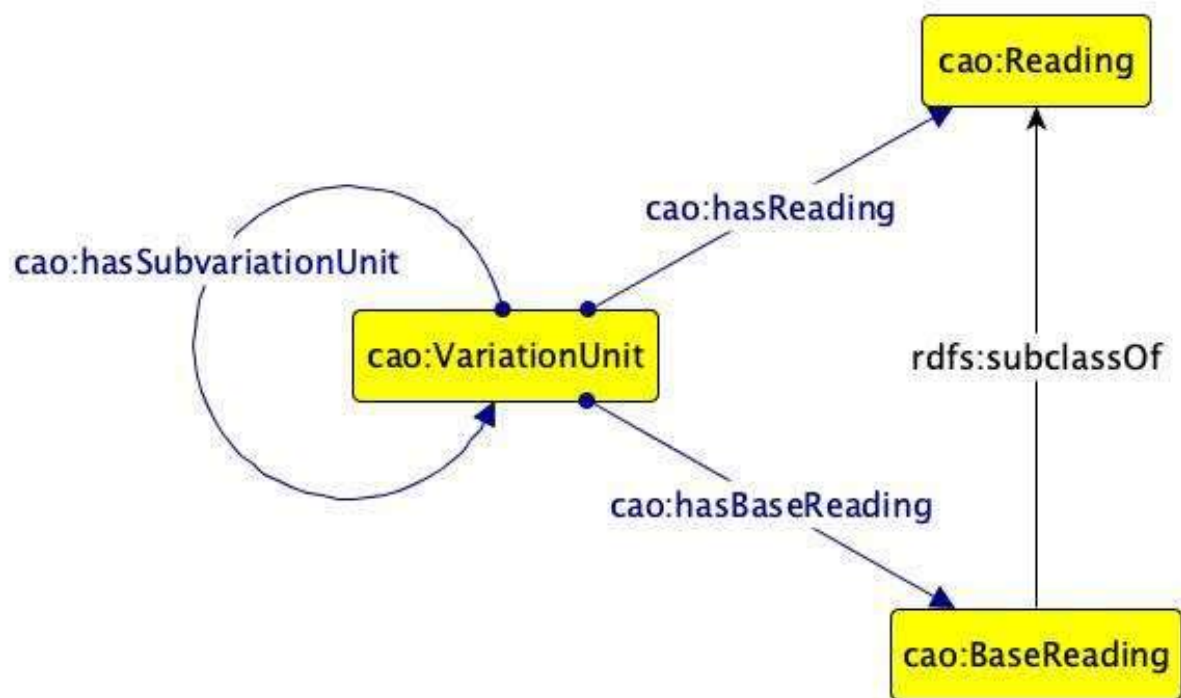 cao:Reading
cao:hasReading
cao:hasSubvariationUnit
cao:VariationUnit
rdfs:subclassOf
cao:hasBaseReading
cao:BaseReading